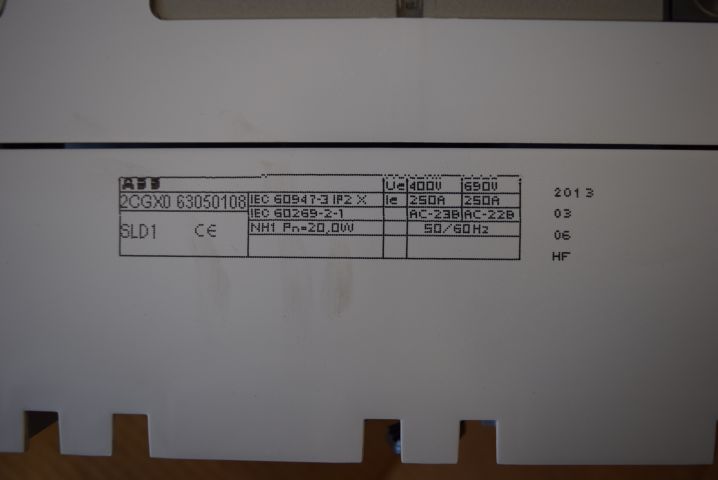 ABB Ue 400V 690V
2CGX0 63050108 IEC 60947-3 IP2 X Ie 250A 250A
IEC 60269-2-1 AC-23B AC-22B
SLD1 CE NH1 Pn=20,0W 50/60Hz
2013
03
06
HF